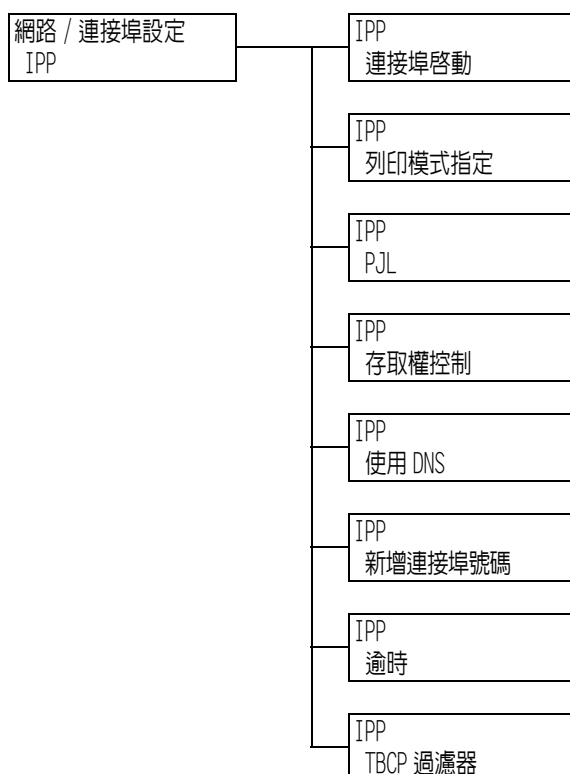 網路 / 連接埠設定
IPP
IPP
連接埠啓動
IPP
列印模式指定
IPP
PJL
IPP
存取權控制
IPP
使用 DNS
IPP
新增連接埠號碼
IPP
逾時
IPP
TBCP 過濾器